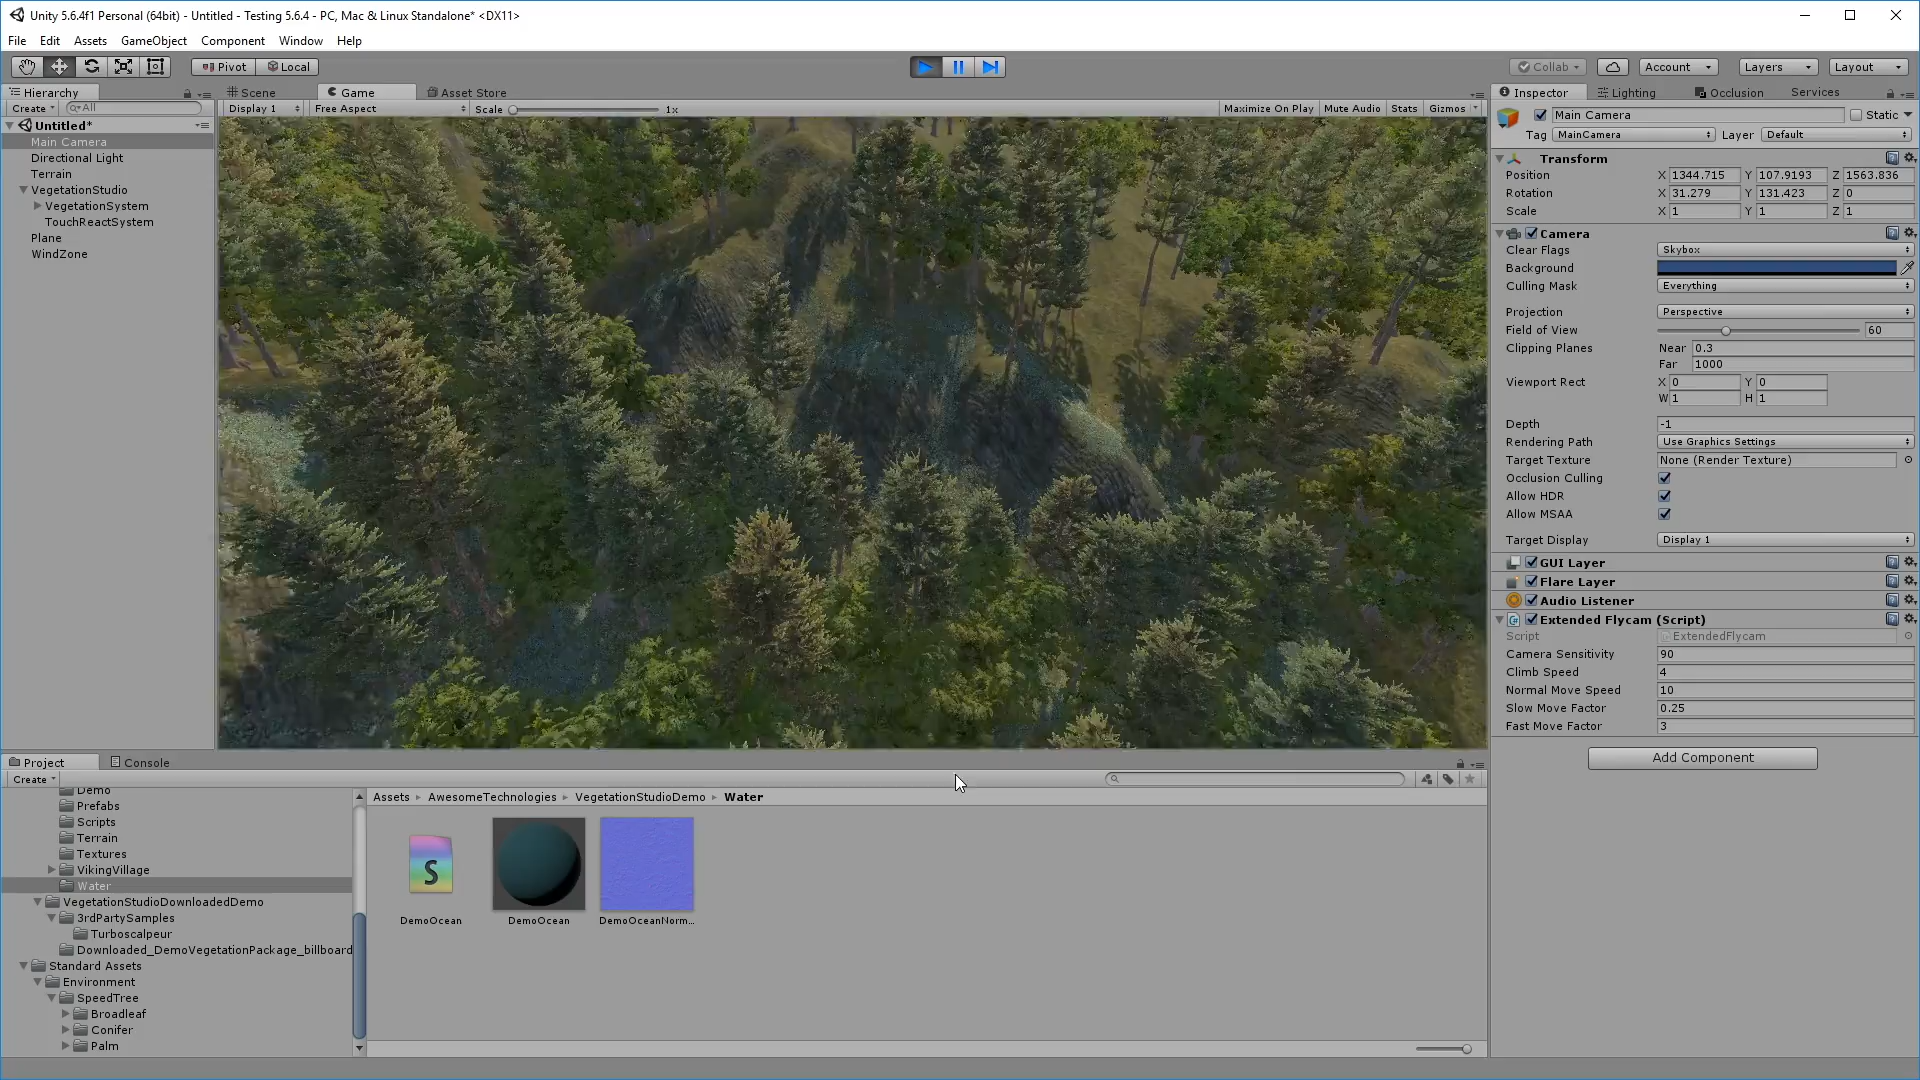 Unity 5.6.4f1 Personal (64bit) - Untitled - Testing 5.6.4 - PC, Mac & Linux Standalone* <DX11>
File Edit Assets GameObject Component Window Help
Pivot Local Collab Account Layers Layout
Hierarchy
Create All
Untitled*
Main Camera
Directional Light
Terrain
VegetationStudio
VegetationSystem
TouchReactSystem
Plane
WindZone
Scene Game Asset Store
Display 1 Free Aspect Scale 1x Maximize On Play Mute Audio Stats Gizmos
Inspector Lighting Occlusion Services
Main Camera Static
Tag MainCamera Layer Default
Transform
Position X 1344.715 Y 107.9193 Z 1563.836
Rotation X 31.279 Y 131.423 Z 0
Scale X 1 Y 1 Z 1
Camera
Clear Flags Skybox
Background
Culling Mask Everything
Projection Perspective
Field of View 60
Clipping Planes Near 0.3
Far 1000
Viewport Rect X 0 Y 0
W 1 H 1
Depth -1
Rendering Path Use Graphics Settings
Target Texture None (Render Texture)
Occlusion Culling
Allow HDR
Allow MSAA
Target Display Display 1
GUI Layer
Flare Layer
Audio Listener
Extended Flycam (Script)
Script ExtendedFlycam
Camera Sensitivity 90
Climb Speed 4
Normal Move Speed 10
Slow Move Factor 0.25
Fast Move Factor 3
Add Component
Project Console
Create
Demo
Prefabs
Scripts
Terrain
Textures
VikingVillage
Water
VegetationStudioDownloadedDemo
3rdPartySamples
Turboscalpeur
Downloaded_DemoVegetationPackage_billboard
Standard Assets
Environment
SpeedTree
Broadleaf
Conifer
Palm
Assets AwesomeTechnologies VegetationStudioDemo Water
S
DemoOcean DemoOcean DemoOceanNorm...